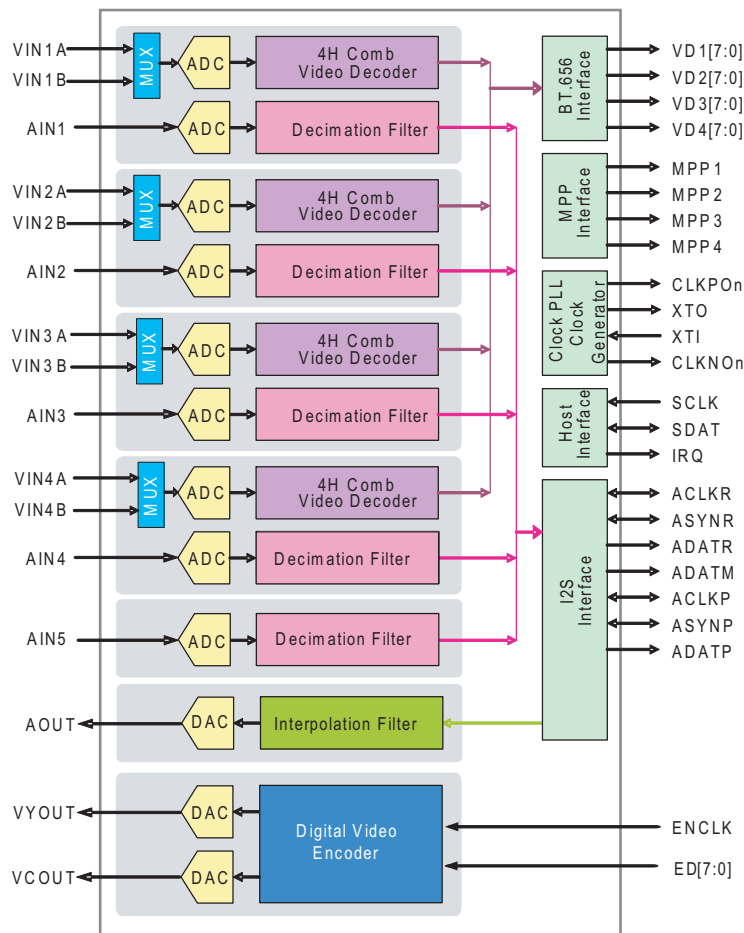 VIN1A
VIN1B
MUX
ADC
4H Comb
Video Decoder
AIN1
ADC
Decimation Filter
VIN2A
VIN2B
MUX
ADC
4H Comb
Video Decoder
AIN2
ADC
Decimation Filter
VIN3A
VIN3B
MUX
ADC
4H Comb
Video Decoder
AIN3
ADC
Decimation Filter
VIN4A
VIN4B
MUX
ADC
4H Comb
Video Decoder
AIN4
ADC
Decimation Filter
AIN5
ADC
Decimation Filter
AOUT
DAC
Interpolation Filter
VYOUT
DAC
VCOUT
DAC
Digital Video
Encoder
BT.656
Interface
VD1[7:0]
VD2[7:0]
VD3[7:0]
VD4[7:0]
MPP
Interface
MPP1
MPP2
MPP3
MPP4
Clock PLL
Clock
Generator
CLKPOn
XTO
XTI
CLKNOn
Host
Interface
SCLK
SDAT
IRQ
I2S
Interface
ACLKR
ASYNR
ADATR
ADATM
ACLKP
ASYNP
ADATP
ENCLK
ED[7:0]